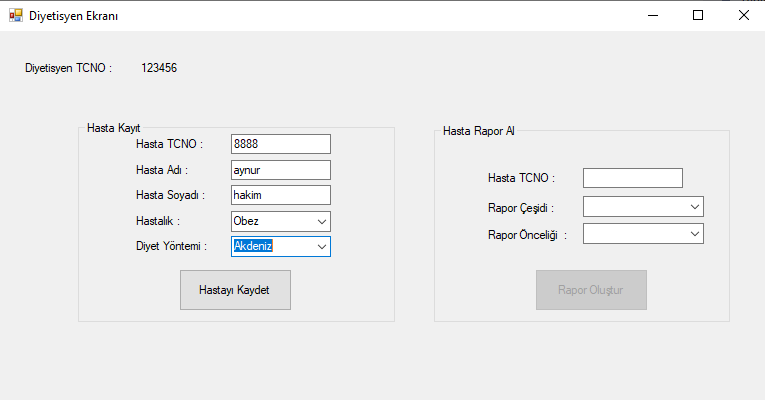 Diyetisyen Ekranı
Diyetisyen TCNO : 123456
Hasta Kayıt
Hasta TCNO : 8888
Hasta Adı : aynur
Hasta Soyadı : hakim
Hastalık : Obez
Diyet Yöntemi : Akdeniz
Hastayı Kaydet
Hasta Rapor Al
Hasta TCNO :
Rapor Çeşidi :
Rapor Önceliği :
Rapor Oluştur